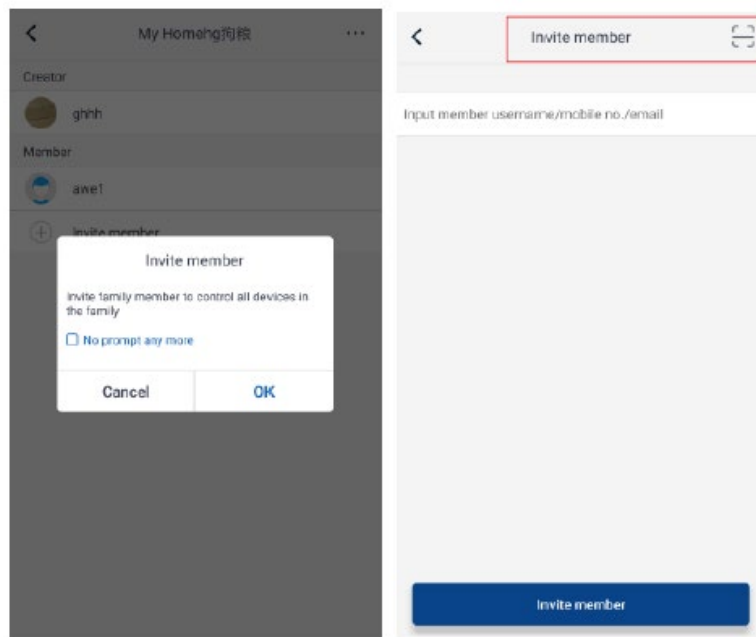 My Homehg狗粮
Creator
ghhh
Member
awe1
Invite member
Invite member
Invite family member to control all devices in
the family
No prompt any more
Cancel
OK
Invite member
Input member username/mobile no./email
Invite member